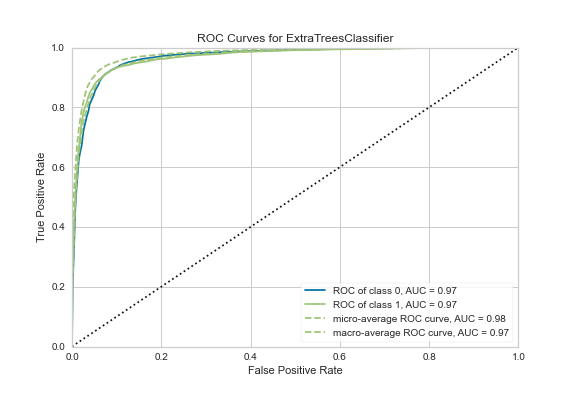 ROC Curves for ExtraTreesClassifier
True Positive Rate
1.0
0.8
0.6
0.4
0.2
0.0
ROC of class 0, AUC = 0.97
ROC of class 1, AUC = 0.97
micro-average ROC curve, AUC = 0.98
macro-average ROC curve, AUC = 0.97
0.0 0.2 0.4 0.6 0.8 1.0
False Positive Rate